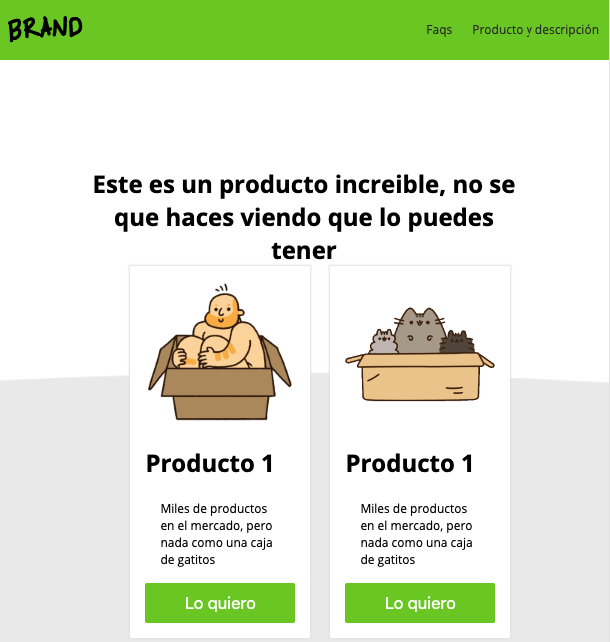 BRAND
Faqs Producto y descripción
Este es un producto increible, no se
que haces viendo que lo puedes
tener
Producto 1
Miles de productos
en el mercado, pero
nada como una caja
de gatitos
Lo quiero
Producto 1
Miles de productos
en el mercado, pero
nada como una caja
de gatitos
Lo quiero